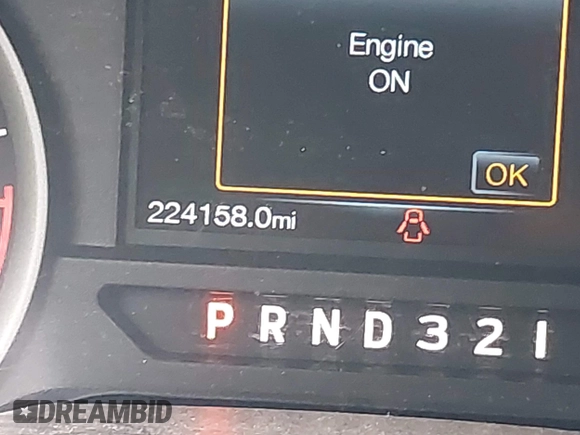 Engine
ON
OK
224158.0mi
P R N D 3 2 1
DREAMBID